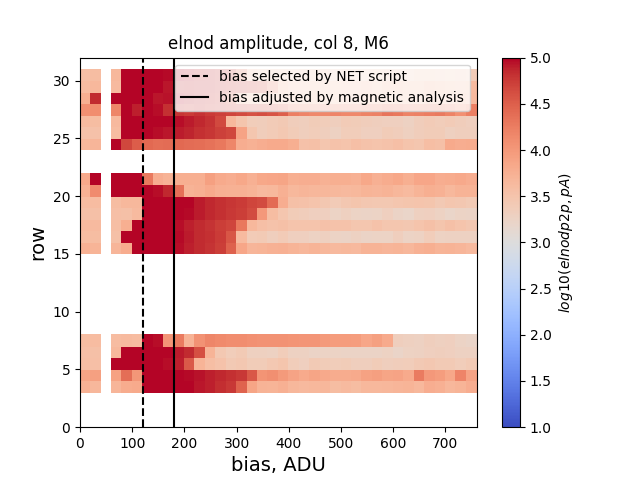 elnod amplitude, col 8, M6
bias selected by NET script
bias adjusted by magnetic analysis
row
30
25
20
15
10
5
0
0 100 200 300 400 500 600 700
bias, ADU
5.0
4.5
4.0
3.5
3.0
2.5
2.0
1.5
1.0
log10(elnodp2p, pA)